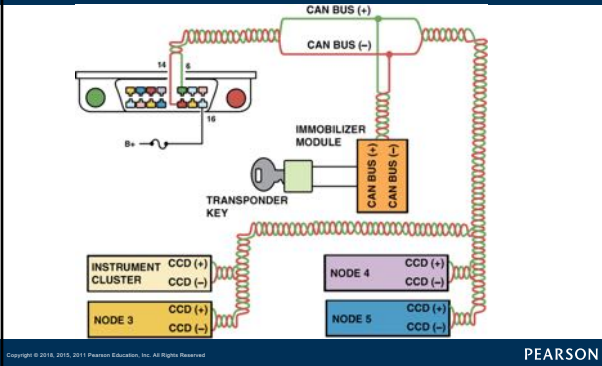 CAN BUS (+)
CAN BUS (–)
14
6
16
B+
IMMOBILIZER
MODULE
CAN BUS (+)
CAN BUS (–)
TRANSPONDER
KEY
INSTRUMENT
CLUSTER
CCD (+)
CCD (–)
NODE 4
CCD (+)
CCD (–)
NODE 3
CCD (+)
CCD (–)
NODE 5
CCD (+)
CCD (–)
Copyright © 2018, 2015, 2011 Pearson Education, Inc. All Rights Reserved
PEARSON